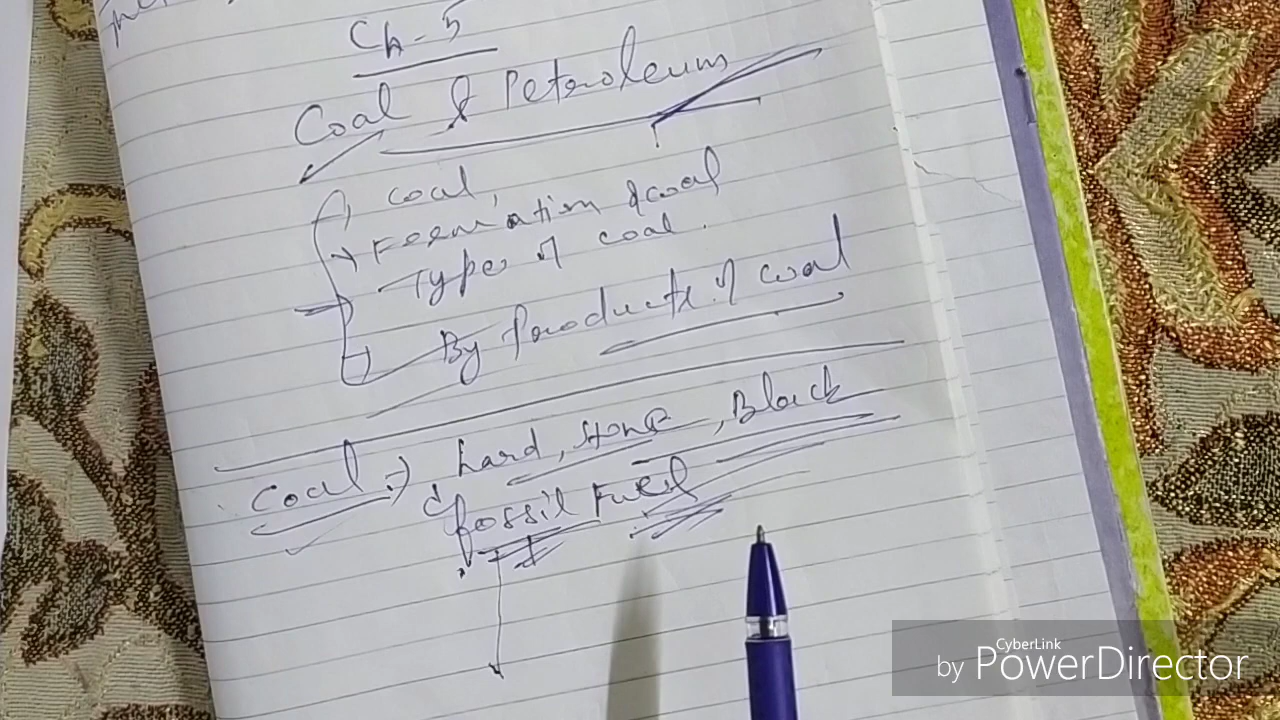 Ch-5
Coal & Petroleum
coal,
Formation of coal
Types of coal.
By Products of coal
Coal :→ hard, stone, Black
fossil Fuel
CyberLink
by PowerDirector